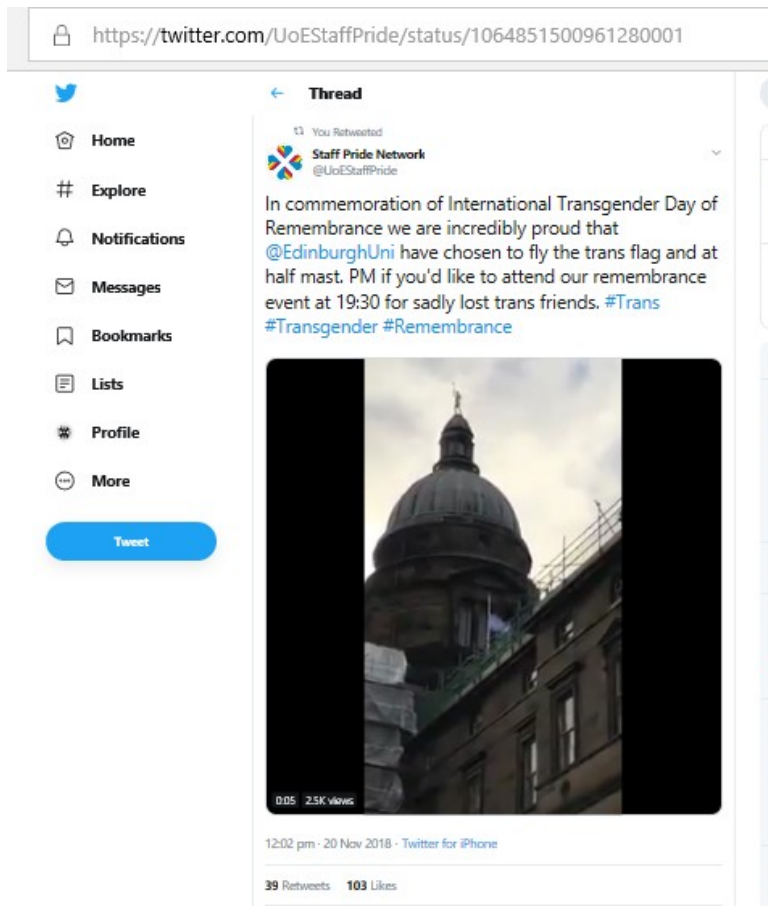 https://twitter.com/UoEStaffPride/status/1064851500961280001
Home
Explore
Notifications
Messages
Bookmarks
Lists
Profile
More
Tweet
Thread
You Retweeted
Staff Pride Network
@UoEStaffPride
In commemoration of International Transgender Day of
Remembrance we are incredibly proud that
@EdinburghUni have chosen to fly the trans flag and at
half mast. PM if you'd like to attend our remembrance
event at 19:30 for sadly lost trans friends. #Trans
#Transgender #Remembrance
0:05 2.5K views
12:02 pm · 20 Nov 2018 · Twitter for iPhone
39 Retweets 103 Likes